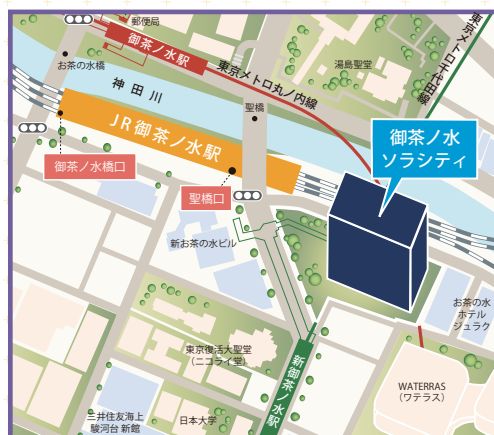 郵便局
御茶ノ水駅
お茶の水橋
東京メトロ丸ノ内線
湯島聖堂
東京メトロ千代田線
神田川
聖橋
JR御茶ノ水駅
御茶ノ水
ソラシティ
御茶ノ水橋口
聖橋口
新お茶の水ビル
お茶の水
ホテル
ジュラク
東京復活大聖堂
(ニコライ堂)
新御茶ノ水駅
WATERRAS
(ワテラス)
三井住友海上
駿河台 新館
日本大学